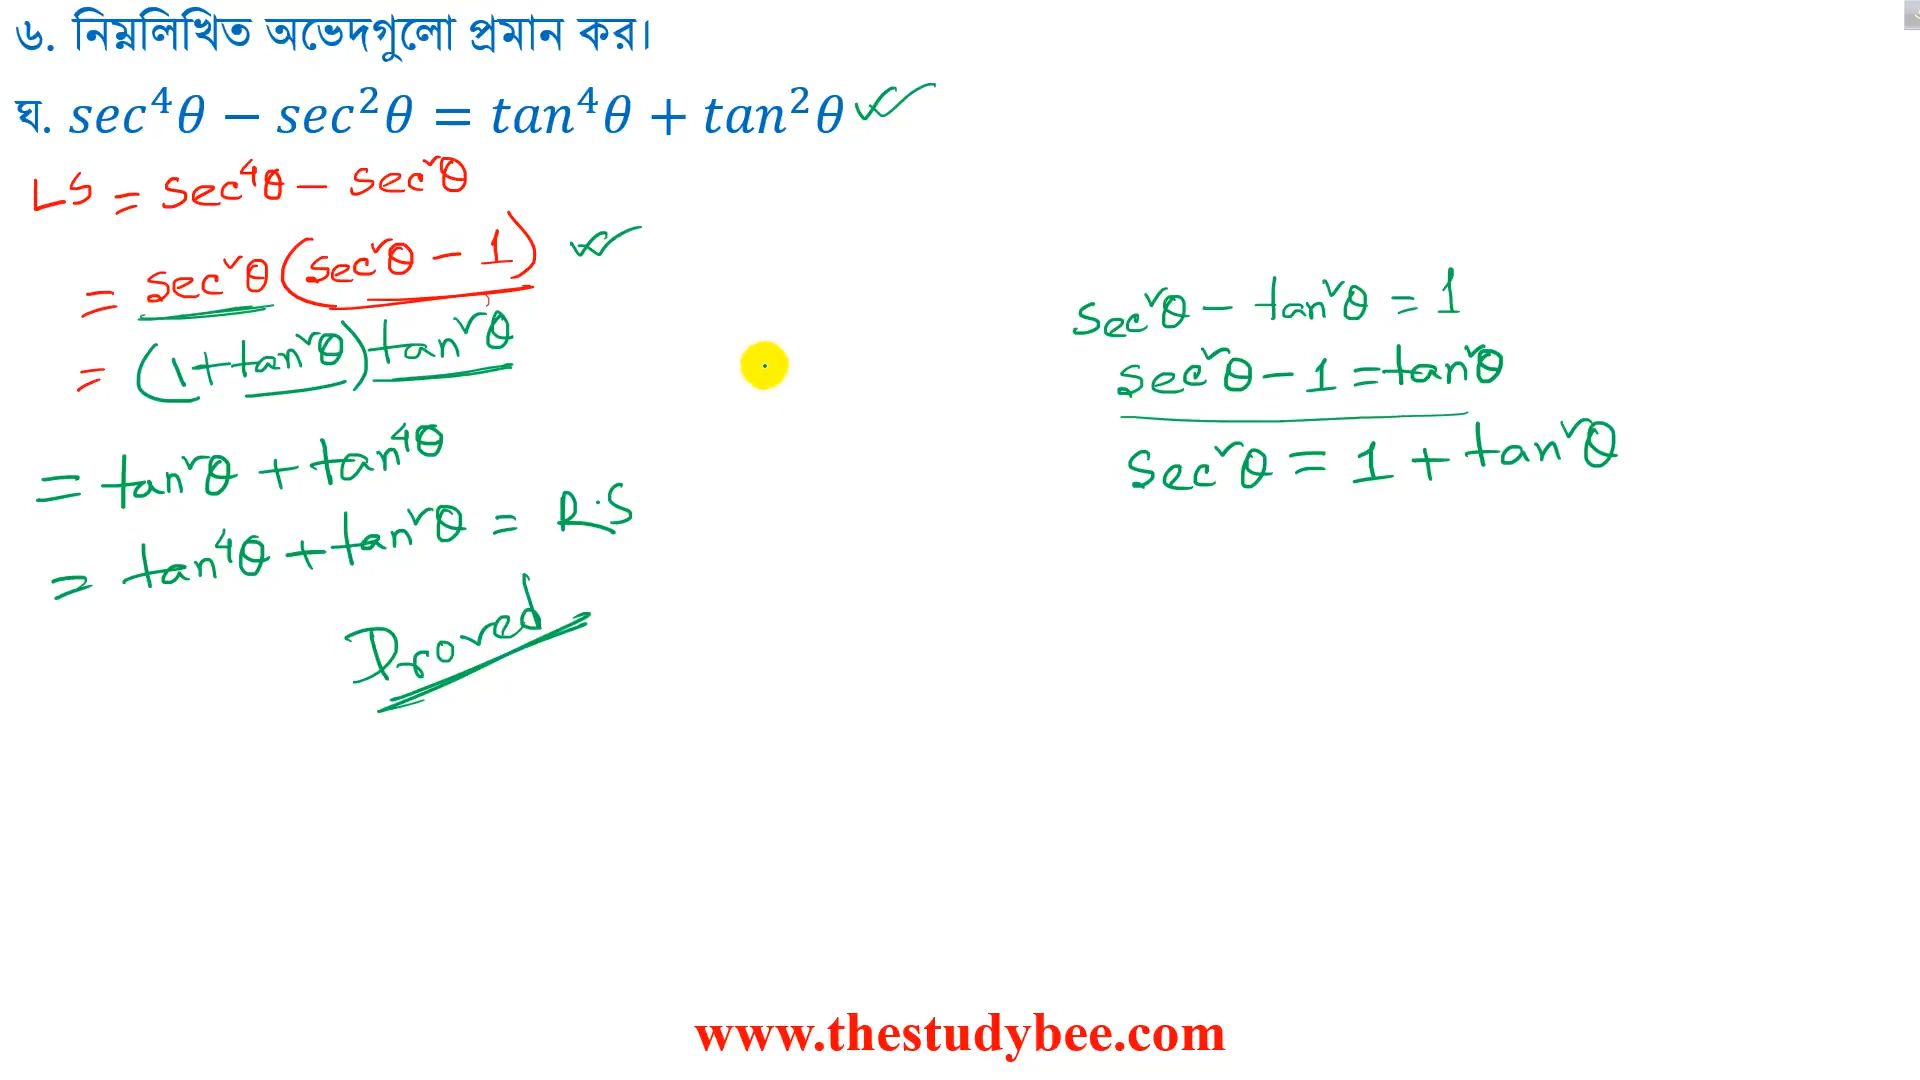 ৬. নিম্নলিখিত অভেদগুলো প্রমান কর।
ঘ. sec⁴θ − sec²θ = tan⁴θ + tan²θ
LS = sec⁴θ − sec²θ
= sec²θ (sec²θ − 1)
= (1 + tan²θ) tan²θ
= tan²θ + tan⁴θ
= tan⁴θ + tan²θ = R.S
Proved
sec²θ − tan²θ = 1
sec²θ − 1 = tan²θ
sec²θ = 1 + tan²θ
www.thestudybee.com